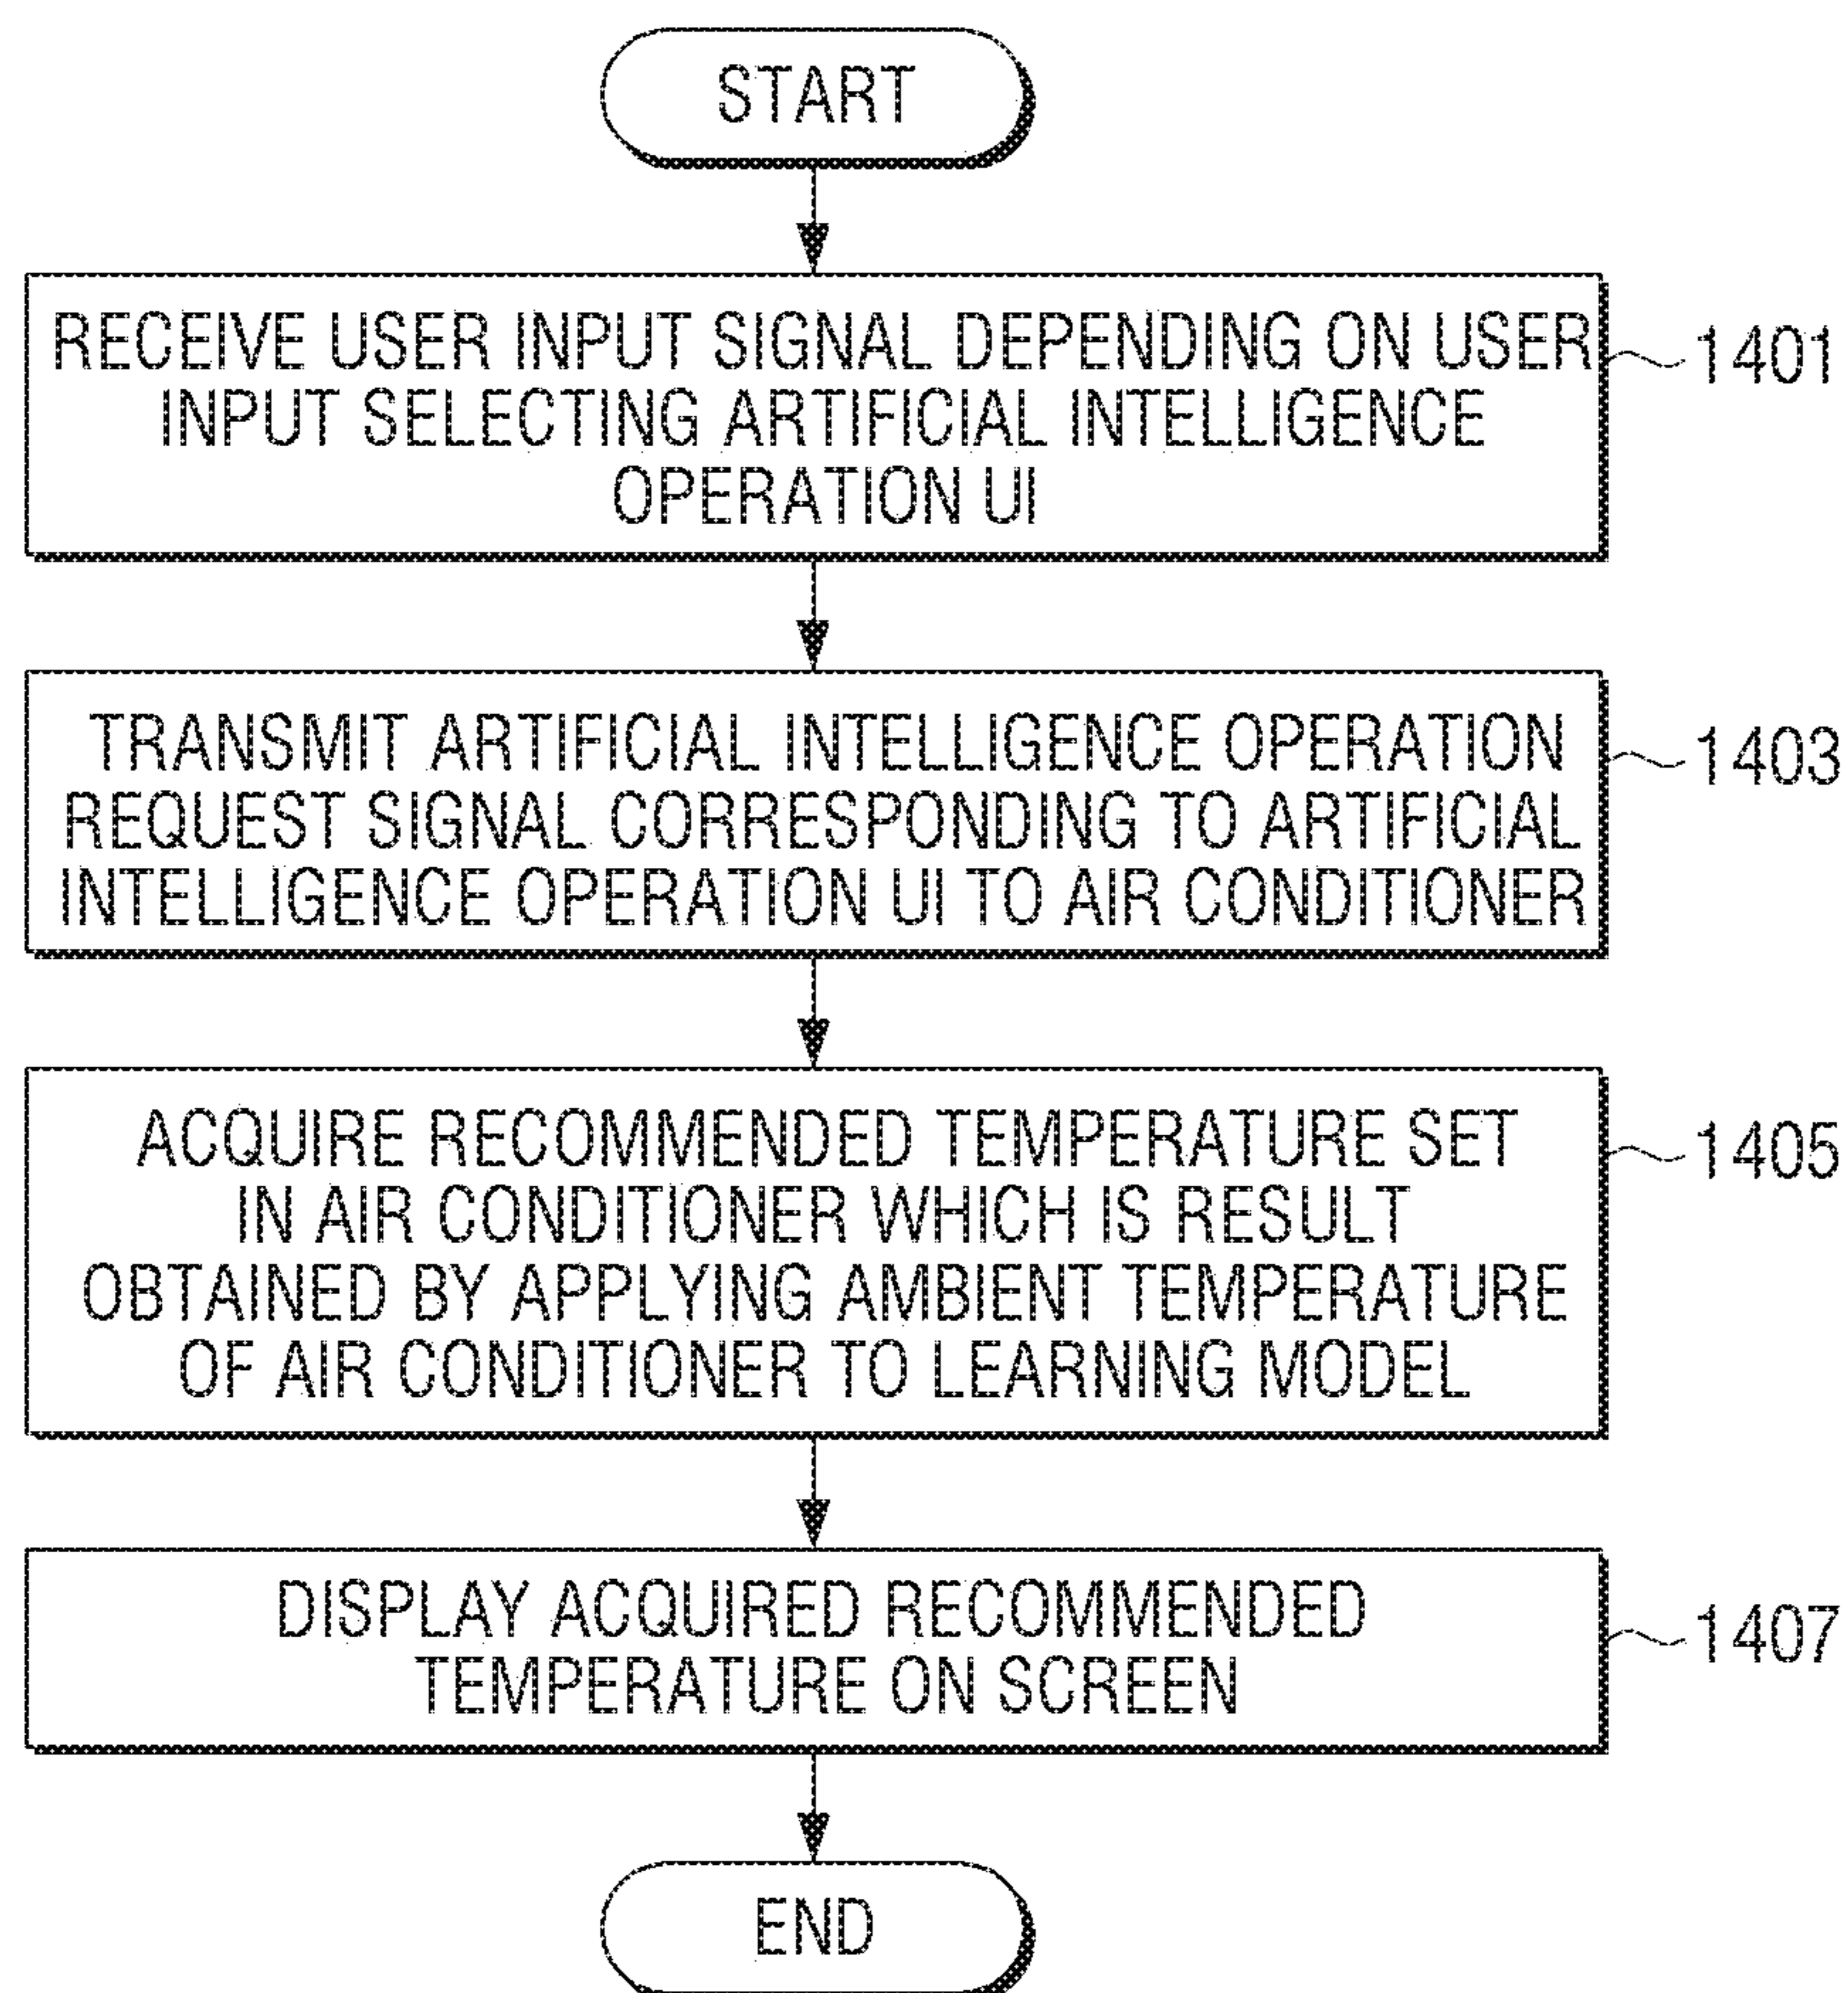 START
RECEIVE USER INPUT SIGNAL DEPENDING ON USER
INPUT SELECTING ARTIFICIAL INTELLIGENCE
OPERATION UI
1401
TRANSMIT ARTIFICIAL INTELLIGENCE OPERATION
REQUEST SIGNAL CORRESPONDING TO ARTIFICIAL
INTELLIGENCE OPERATION UI TO AIR CONDITIONER
1403
ACQUIRE RECOMMENDED TEMPERATURE SET
IN AIR CONDITIONER WHICH IS RESULT
OBTAINED BY APPLYING AMBIENT TEMPERATURE
OF AIR CONDITIONER TO LEARNING MODEL
1405
DISPLAY ACQUIRED RECOMMENDED
TEMPERATURE ON SCREEN
1407
END